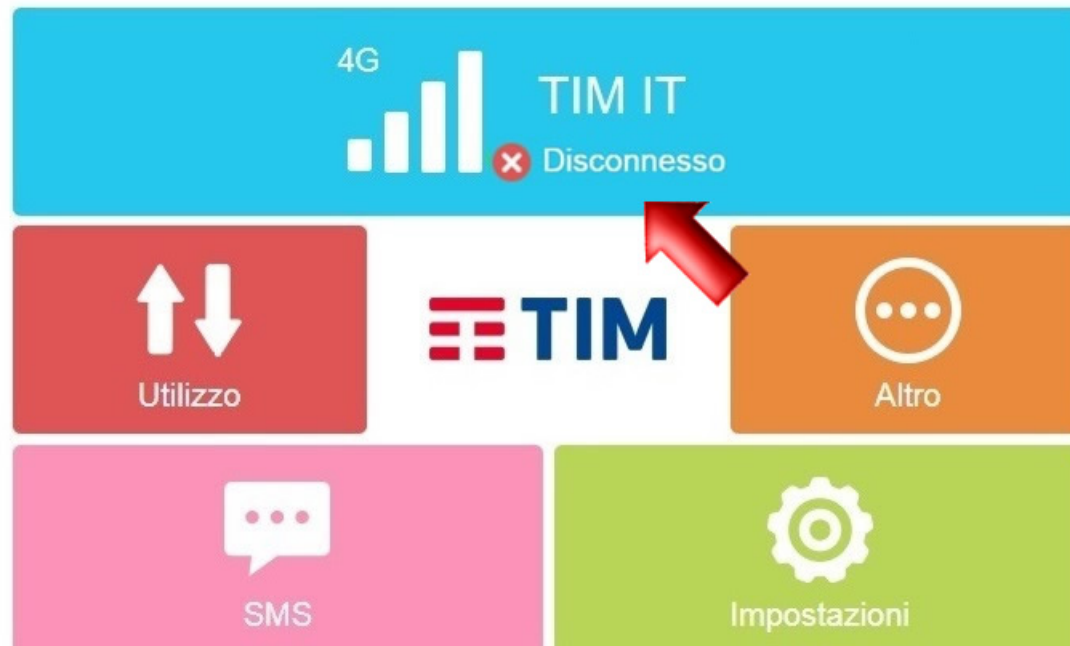 4G
TIM IT
Disconnesso
Utilizzo
TIM
Altro
SMS
Impostazioni